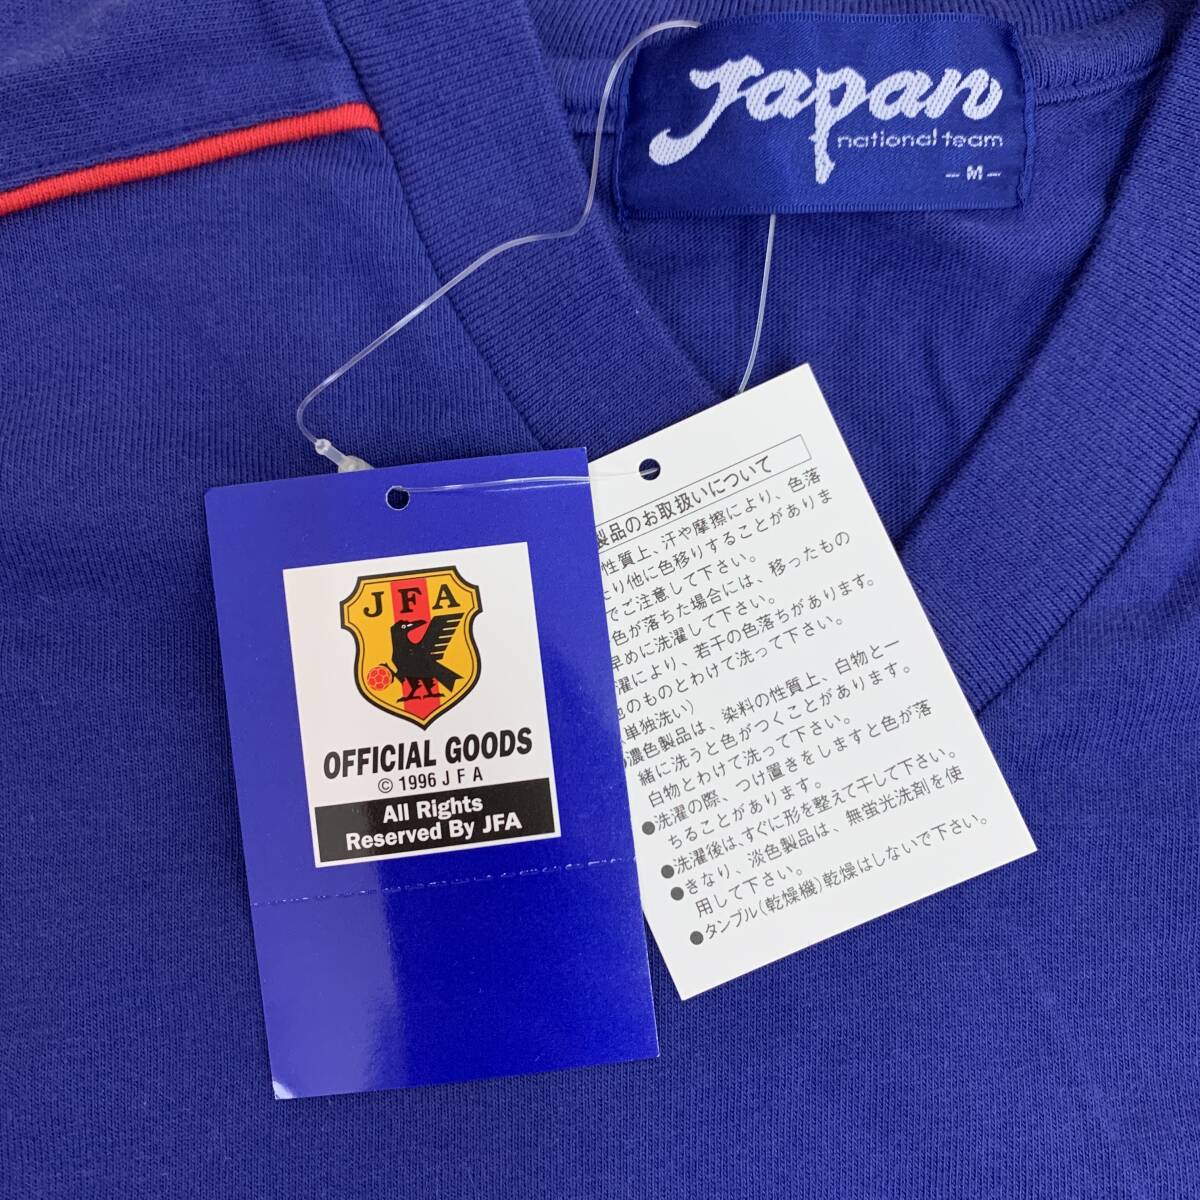 Japan
national team
- M -
JFA
OFFICIAL GOODS
© 1996 J F A
All Rights
Reserved By JFA
製品のお取扱いについて
性質上、汗や摩擦により、色落
たり他に色移りすることがありま
でご注意して下さい。
色が落ちた場合には、移ったもの
早めに洗濯して下さい。
濯により、若干の色落ちがあります。
他のものとわけて洗って下さい。
単独洗い)
濃色製品は、染料の性質上、白物と一
緒に洗うと色がつくことがあります。
白物とわけて洗って下さい。
●洗濯の際、つけ置きをしますと色が落
ちることがあります。
●洗濯後は、すぐに形を整えて干して下さい。
●きなり、淡色製品は、無蛍光洗剤を使
用して下さい。
●タンブル(乾燥機)乾燥はしないで下さい。